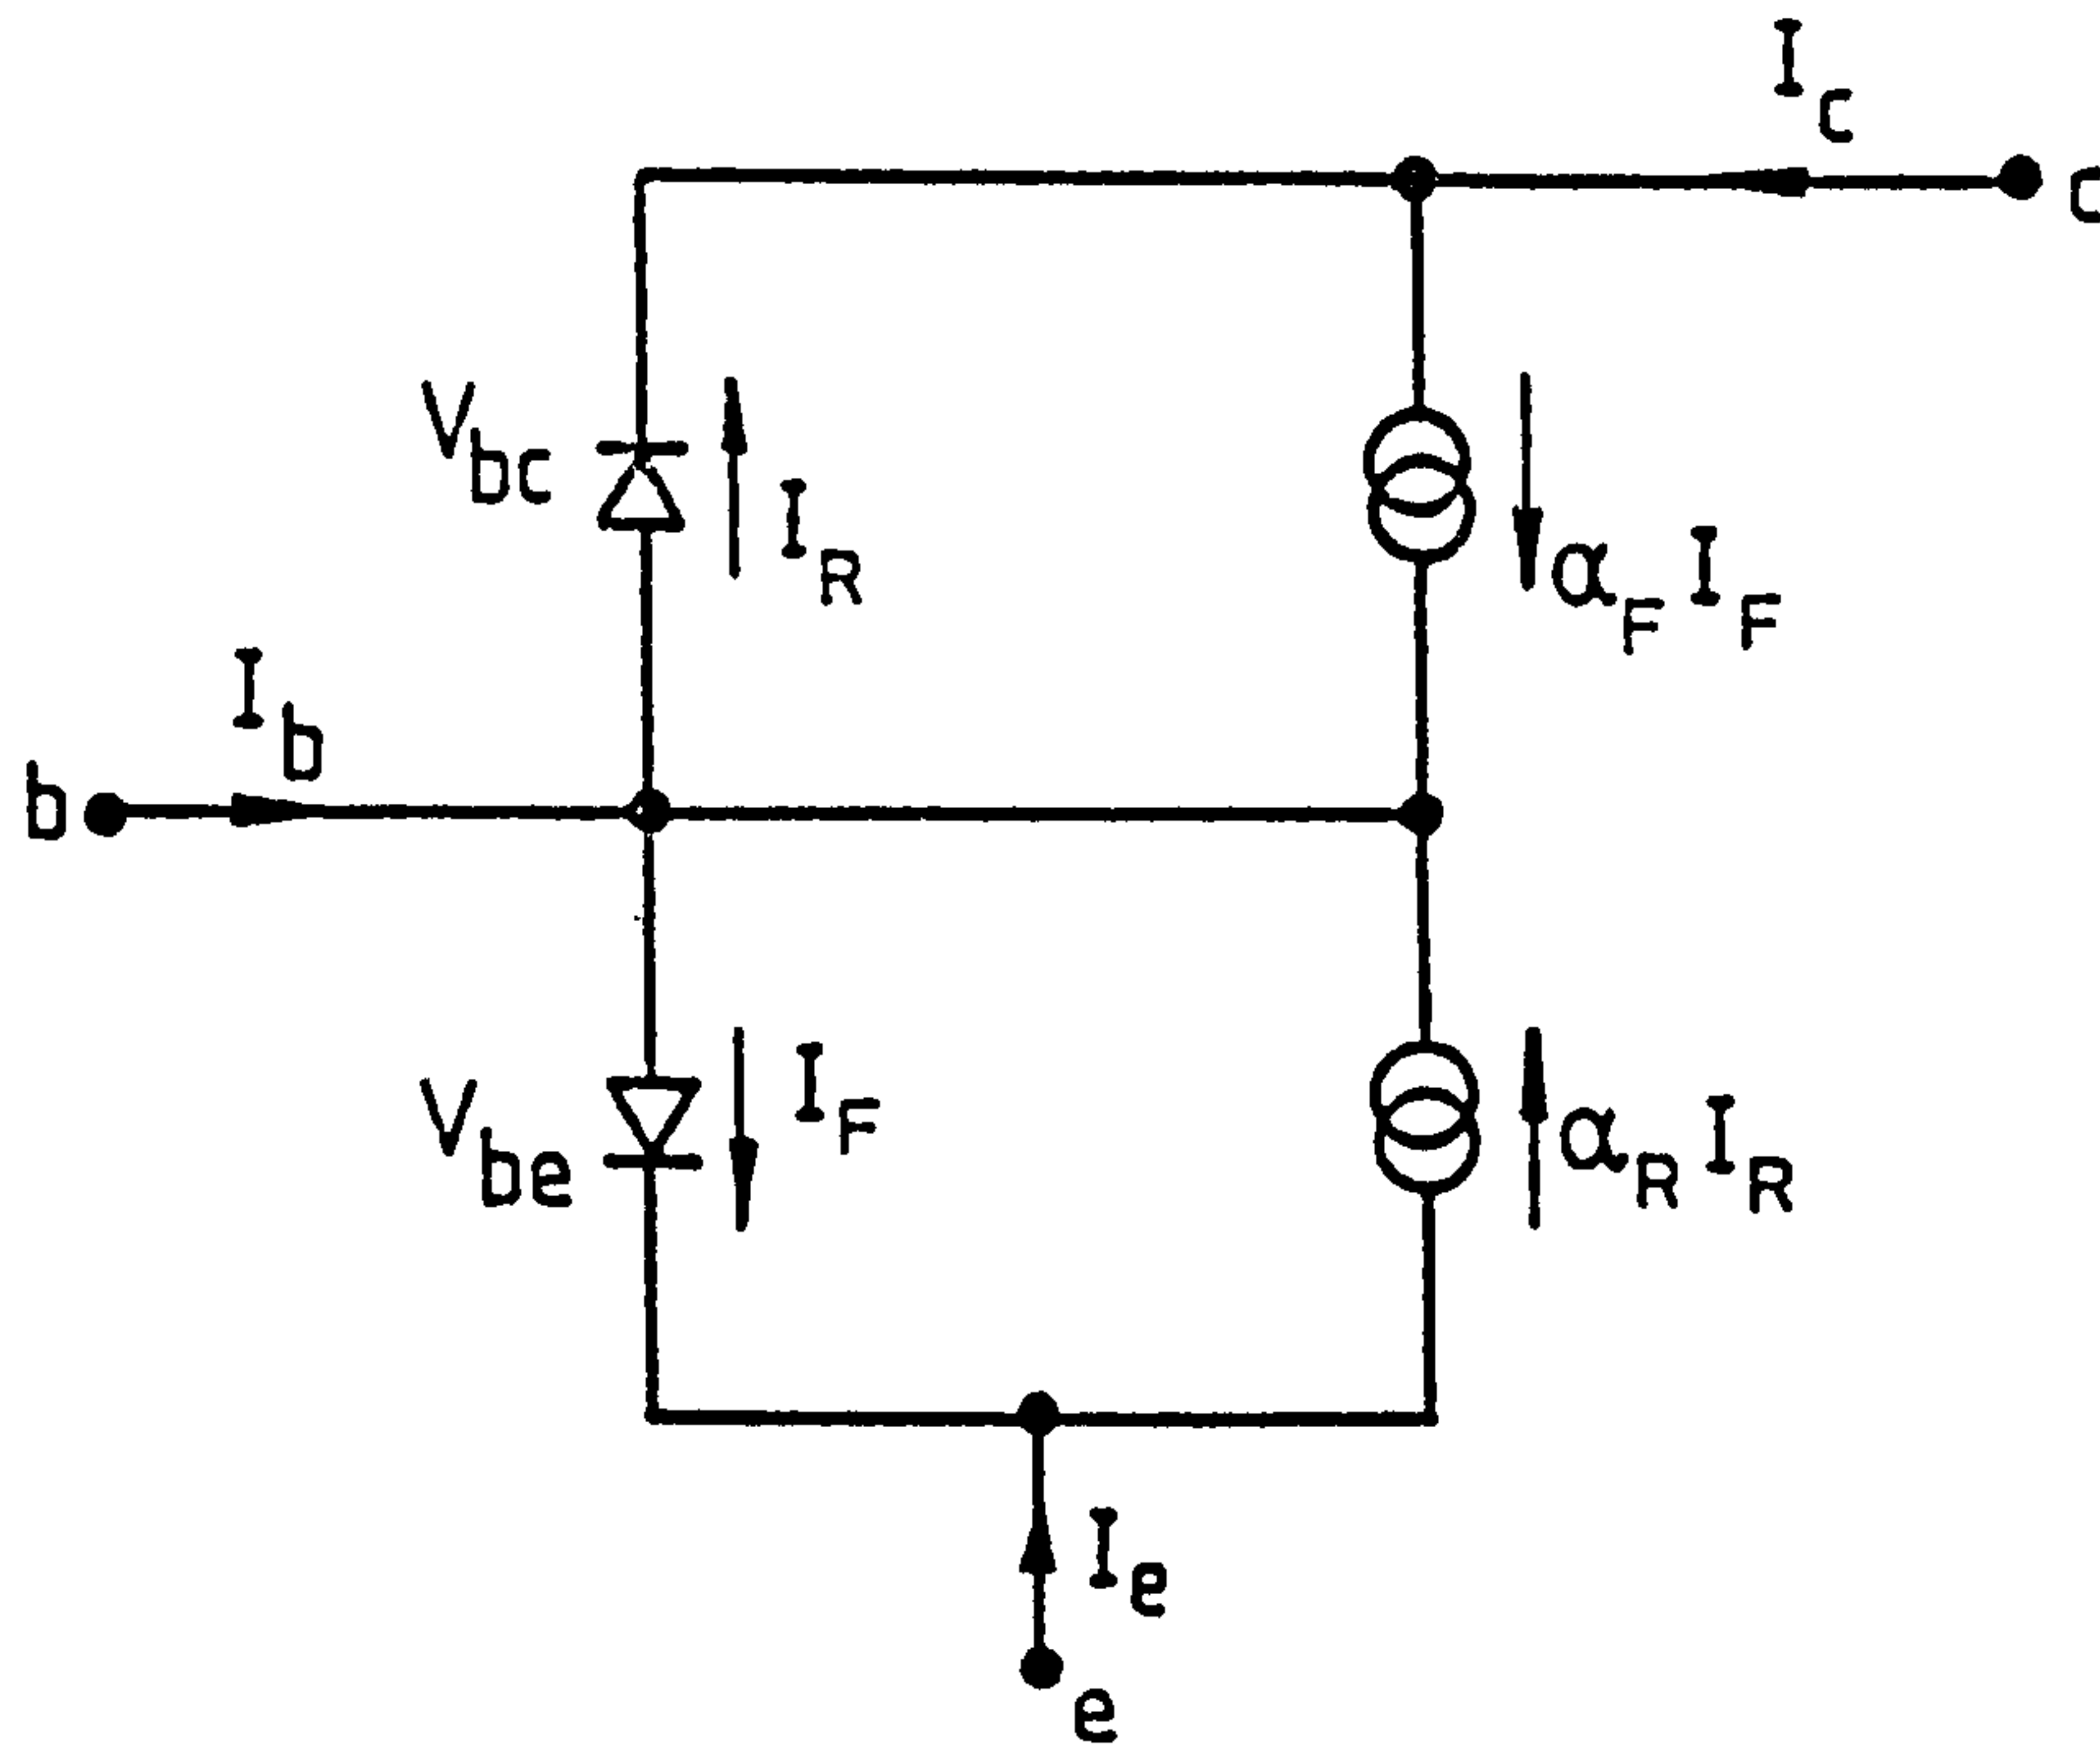 I_c
c
V_bc
I_R
α_F I_F
I_b
b
V_be
I_F
α_R I_R
I_e
e